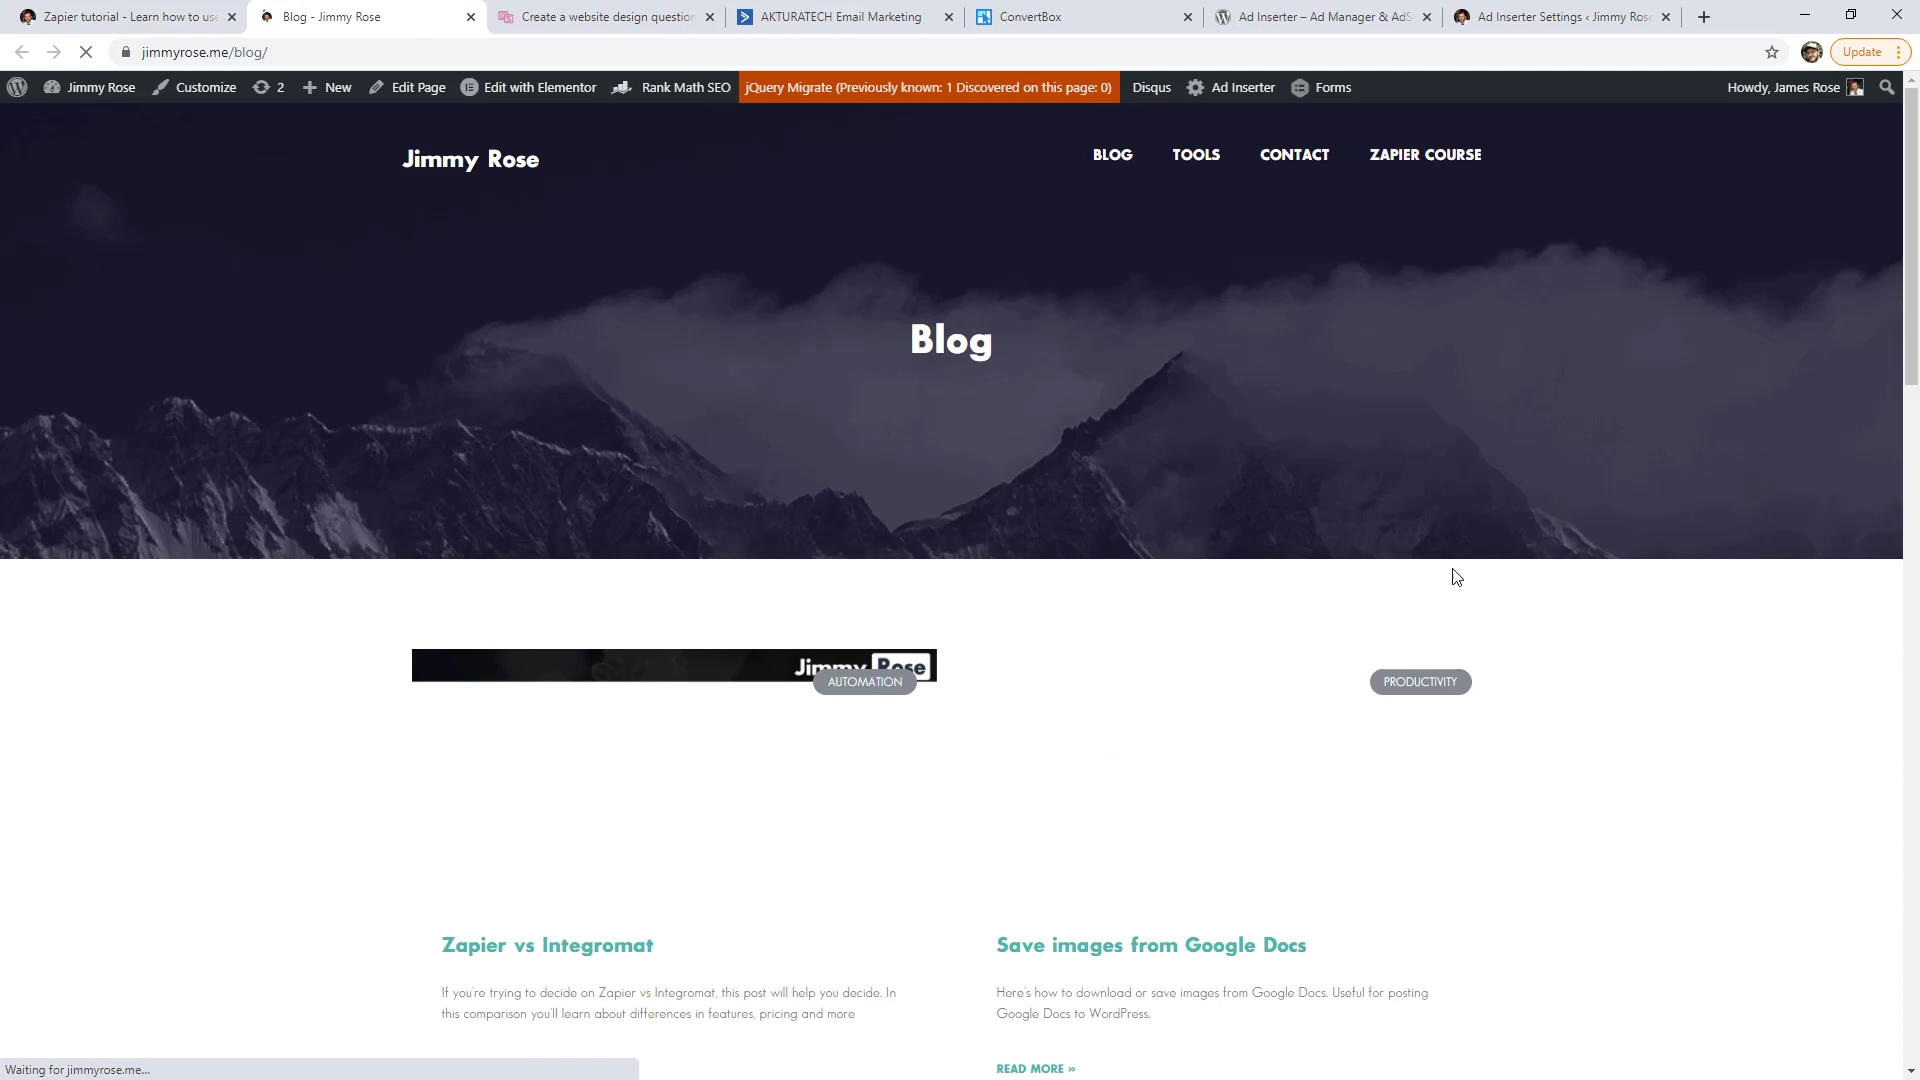 Zapier tutorial - Learn how to use
Blog - Jimmy Rose
Create a website design question
AKTURATECH Email Marketing
ConvertBox
Ad Inserter – Ad Manager & AdS
Ad Inserter Settings ‹ Jimmy Rose
jimmyrose.me/blog/
Update
Jimmy Rose
Customize
2
New
Edit Page
Edit with Elementor
Rank Math SEO
jQuery Migrate (Previously known: 1 Discovered on this page: 0)
Disqus
Ad Inserter
Forms
Howdy, James Rose
Jimmy Rose
BLOG
TOOLS
CONTACT
ZAPIER COURSE
Blog
Jimmy Rose
AUTOMATION
PRODUCTIVITY
Zapier vs Integromat
If you're trying to decide on Zapier vs Integromat, this post will help you decide. In
this comparison you'll learn about differences in features, pricing and more
Save images from Google Docs
Here's how to download or save images from Google Docs. Useful for posting
Google Docs to WordPress.
READ MORE »
Waiting for jimmyrose.me...